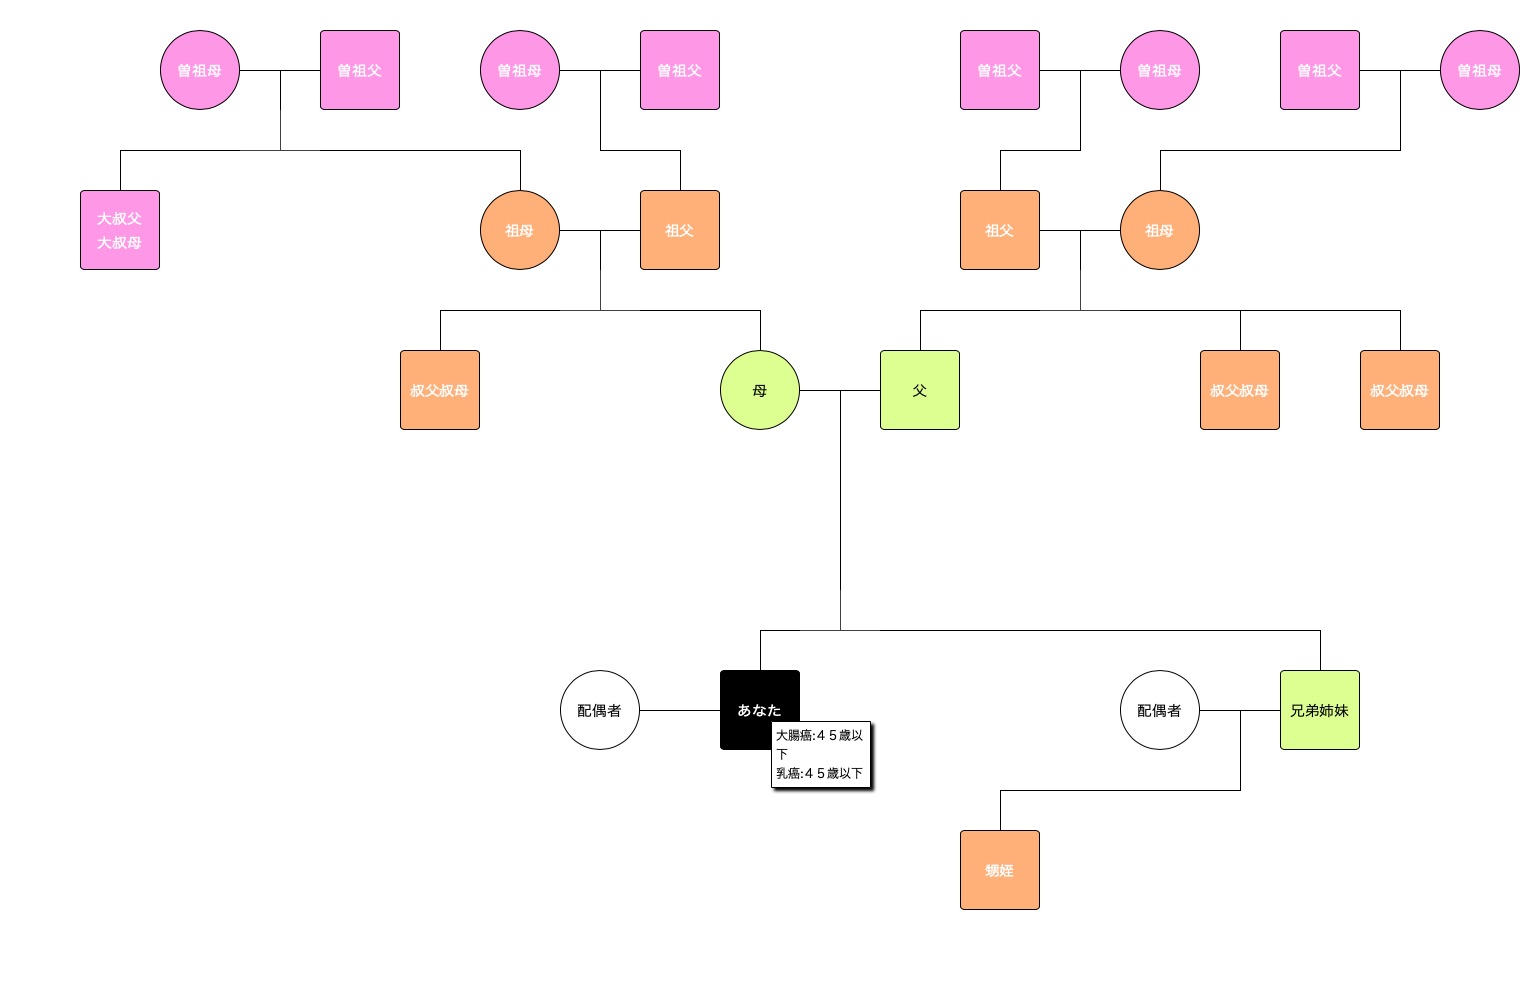 曽祖母
曽祖父
曽祖母
曽祖父
曽祖父
曽祖母
曽祖父
曽祖母
大叔父
大叔母
祖母
祖父
祖父
祖母
叔父叔母
母
父
叔父叔母
叔父叔母
配偶者
あなた
配偶者
兄弟姉妹
大腸癌:４５歳以
下
乳癌:４５歳以下
甥姪